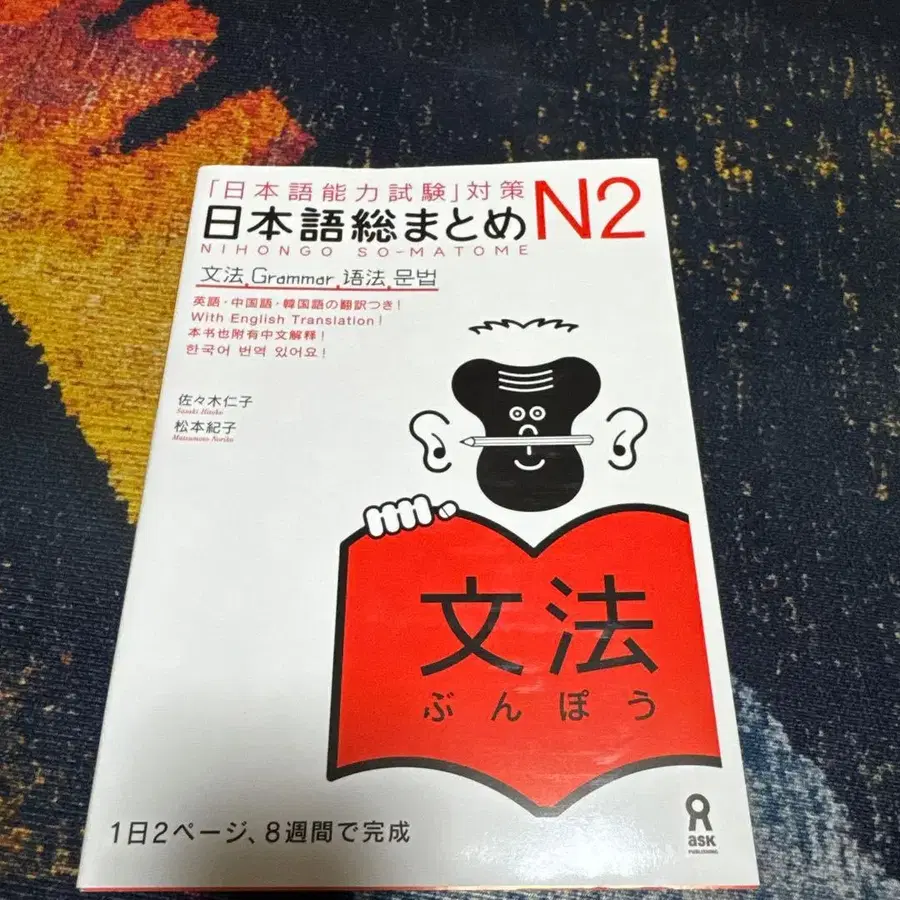 「日本語能力試験」対策
日本語総まとめ N2
NIHONGO SO-MATOME
文法, Grammar, 语法, 문법
英語・中国語・韓国語の翻訳つき!
With English Translation!
本书也附有中文解释!
한국어 번역 있어요!
佐々木仁子
Sasaki Hitoko
松本紀子
Matsumoto Noriko
文法
ぶんぽう
1日2ページ、8週間で完成
ask
PUBLISHING